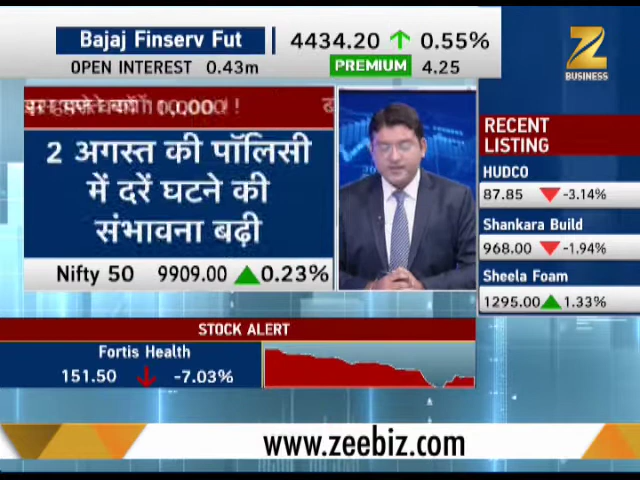 Bajaj Finserv Fut
4434.20 0.55%
OPEN INTEREST 0.43m
PREMIUM 4.25
Z
BUSINESS
2 अगस्त की पॉलिसी
में दरें घटने की
संभावना बढ़ी
Nifty 50 9909.00 0.23%
RECENT
LISTING
HUDCO
87.85 -3.14%
Shankara Build
968.00 -1.94%
Sheela Foam
1295.00 1.33%
STOCK ALERT
Fortis Health
151.50 -7.03%
www.zeebiz.com